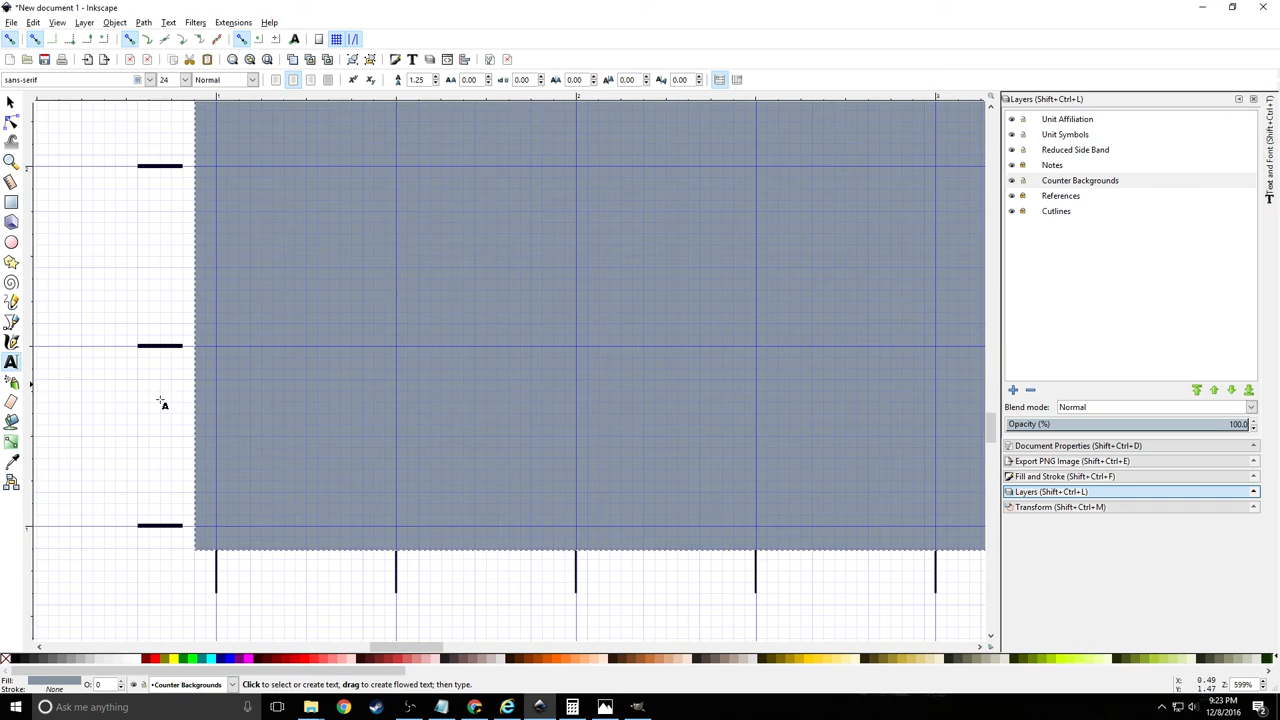 *New document 1 - Inkscape
File Edit View Layer Object Path Text Filters Extensions Help
sans-serif 24 Normal 1.25 0.00 0.00 0.00 0.00 0.00
Layers (Shift+Ctrl+L)
Unit Affiliation
Unit Symbols
Reduced Side Band
Notes
Counter Backgrounds
References
Cutlines
Text and Font (Shift+Ctrl+T)
Blend mode: Normal
Opacity (%) 100.0
Document Properties (Shift+Ctrl+D)
Export PNG Image (Shift+Ctrl+E)
Fill and Stroke (Shift+Ctrl+F)
Layers (Shift+Ctrl+L)
Transform (Shift+Ctrl+M)
Fill:
Stroke: None
O: 0
•Counter Backgrounds
Click to select or create text, drag to create flowed text; then type.
X: 0.49
Y: 1.47
Z: 599%
Ask me anything
9:23 PM
12/8/2016